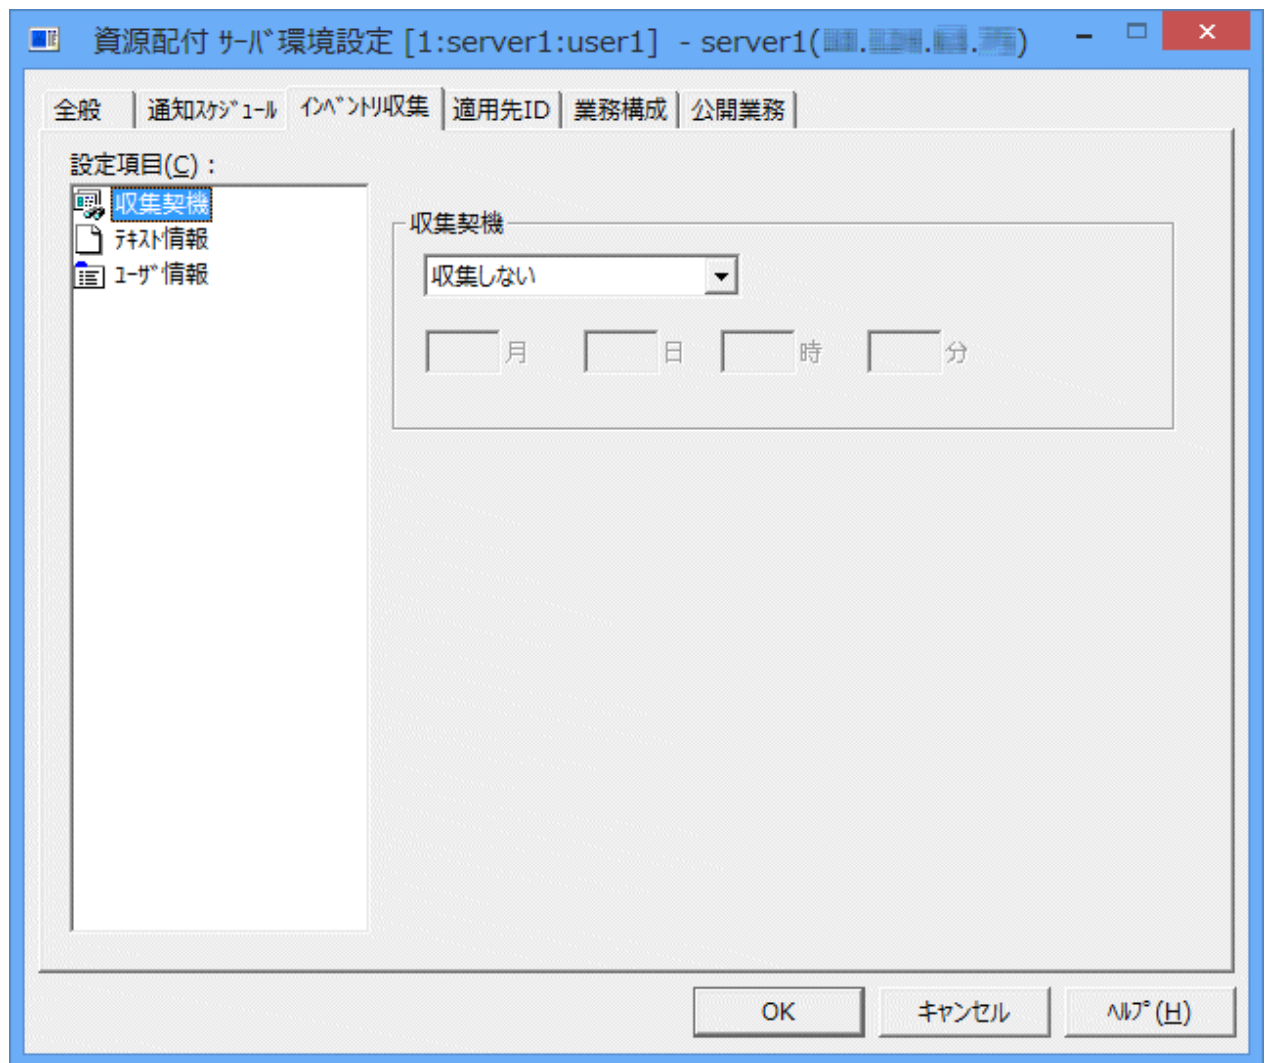 資源配付 ｻｰﾊﾞ環境設定 [1:server1:user1] - server1(
全般 通知ｽｹｼﾞｭｰﾙ ｲﾝﾍﾞﾝﾄﾘ収集 適用先ID 業務構成 公開業務
設定項目(C)：
収集契機
ﾃｷｽﾄ情報
ﾕｰｻﾞ情報
収集契機
収集しない
月 日 時 分
OK キャンセル ﾍﾙﾌﾟ(H)